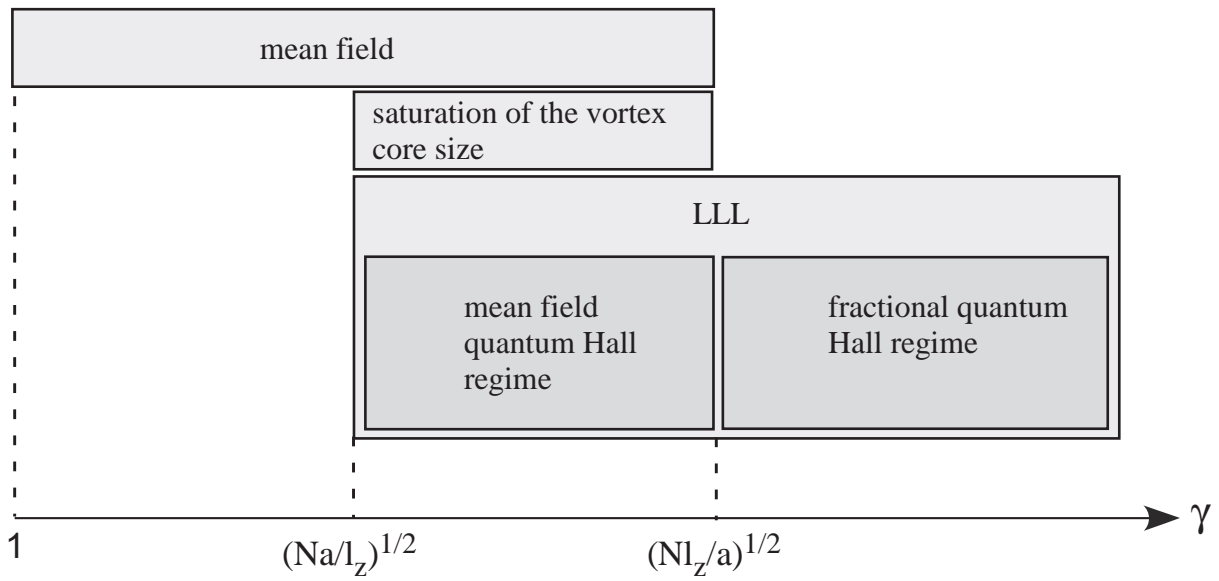 mean field
saturation of the vortex
core size
LLL
mean field
quantum Hall
regime
fractional quantum
Hall regime
γ
1
(Na/l_z)^{1/2}
(Nl_z/a)^{1/2}